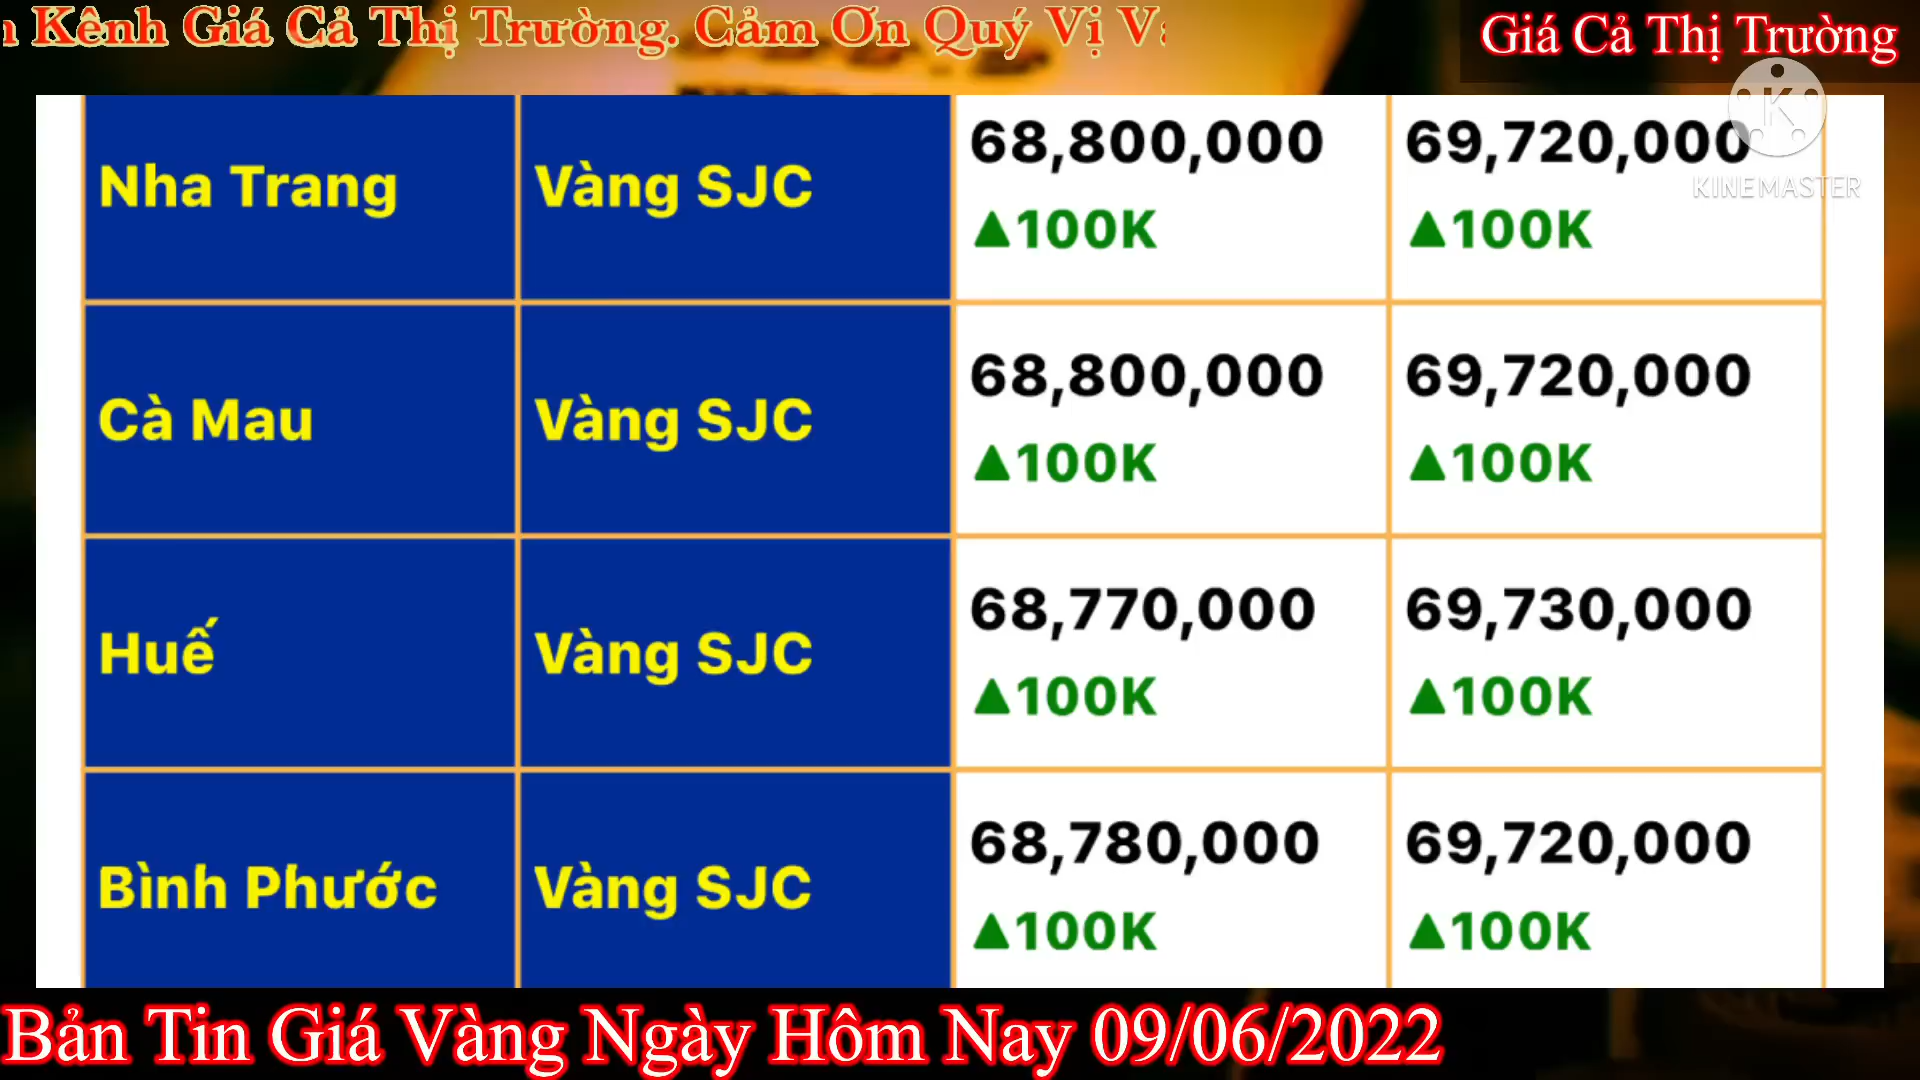 Kênh Giá Cả Thị Trường. Cảm Ơn Quý Vị
Giá Cả Thị Trường
KINEMASTER
Nha Trang Vàng SJC 68,800,000 69,720,000
▲100K ▲100K
Cà Mau Vàng SJC 68,800,000 69,720,000
▲100K ▲100K
Huế Vàng SJC 68,770,000 69,730,000
▲100K ▲100K
Bình Phước Vàng SJC 68,780,000 69,720,000
▲100K ▲100K
Bản Tin Giá Vàng Ngày Hôm Nay 09/06/2022